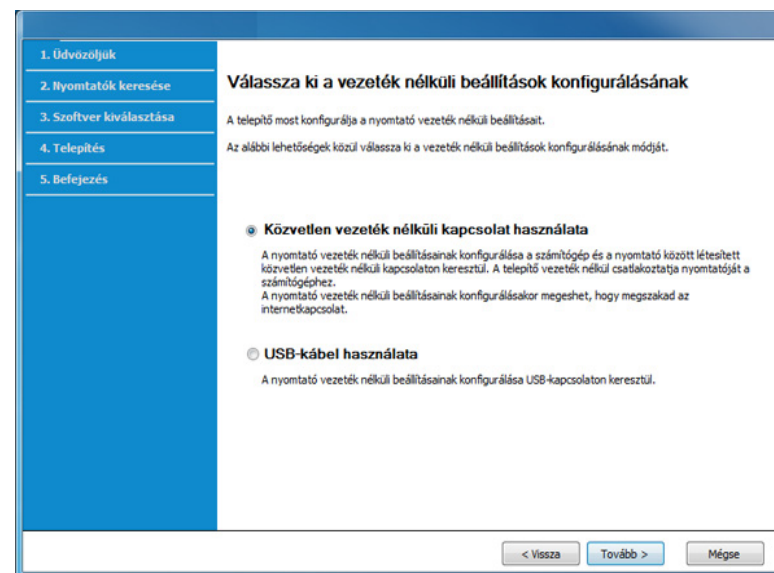 1. Üdvözöljük
2. Nyomtatók keresése
3. Szoftver kiválasztása
4. Telepítés
5. Befejezés
Válassza ki a vezeték nélküli beállítások konfigurálásának
A telepítő most konfigurálja a nyomtató vezeték nélküli beállításait.
Az alábbi lehetőségek közül válassza ki a vezeték nélküli beállítások konfigurálásának módját.
Közvetlen vezeték nélküli kapcsolat használata
A nyomtató vezeték nélküli beállításainak konfigurálása a számítógép és a nyomtató között létesített
közvetlen vezeték nélküli kapcsolaton keresztül. A telepítő vezeték nélkül csatlakoztatja nyomtatóját a
számítógéphez.
A nyomtató vezeték nélküli beállításainak konfigurálásakor megeshet, hogy megszakad az
internetkapcsolat.
USB-kábel használata
A nyomtató vezeték nélküli beállításainak konfigurálása USB-kapcsolaton keresztül.
< Vissza
Tovább >
Mégse